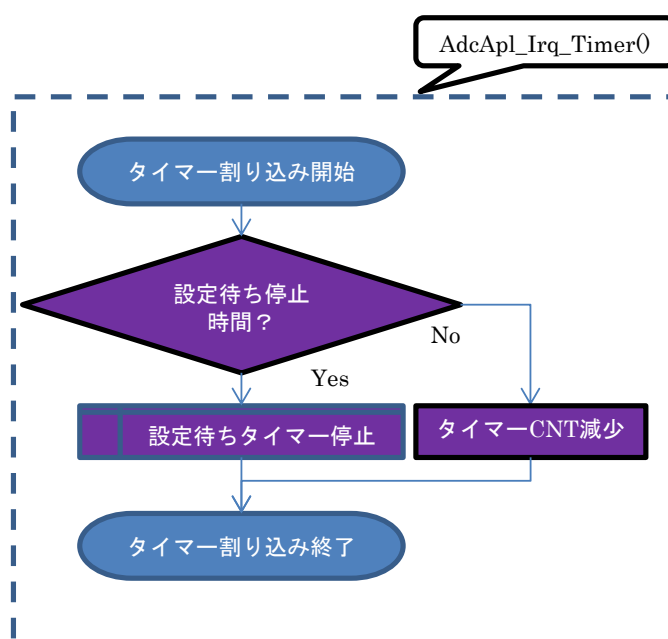 AdcApl_Irq_Timer()
タイマー割り込み開始
設定待ち停止
時間？
No
Yes
設定待ちタイマー停止
タイマーCNT減少
タイマー割り込み終了